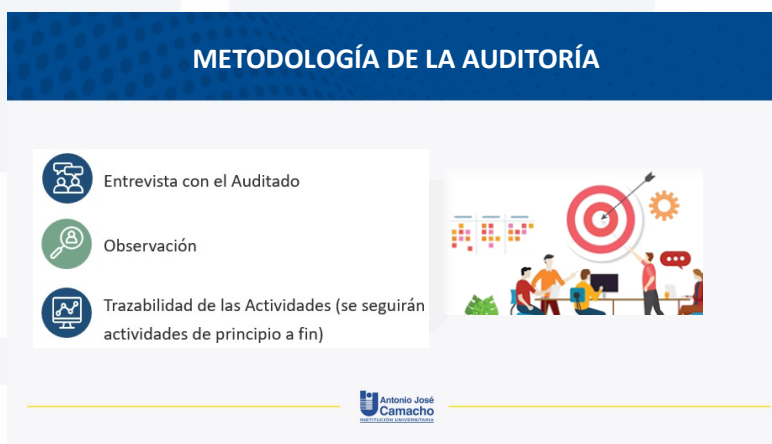 METODOLOGÍA DE LA AUDITORÍA
Entrevista con el Auditado
Observación
Trazabilidad de las Actividades (se seguirán
actividades de principio a fin)
Antonio José
Camacho
INSTITUCIÓN UNIVERSITARIA